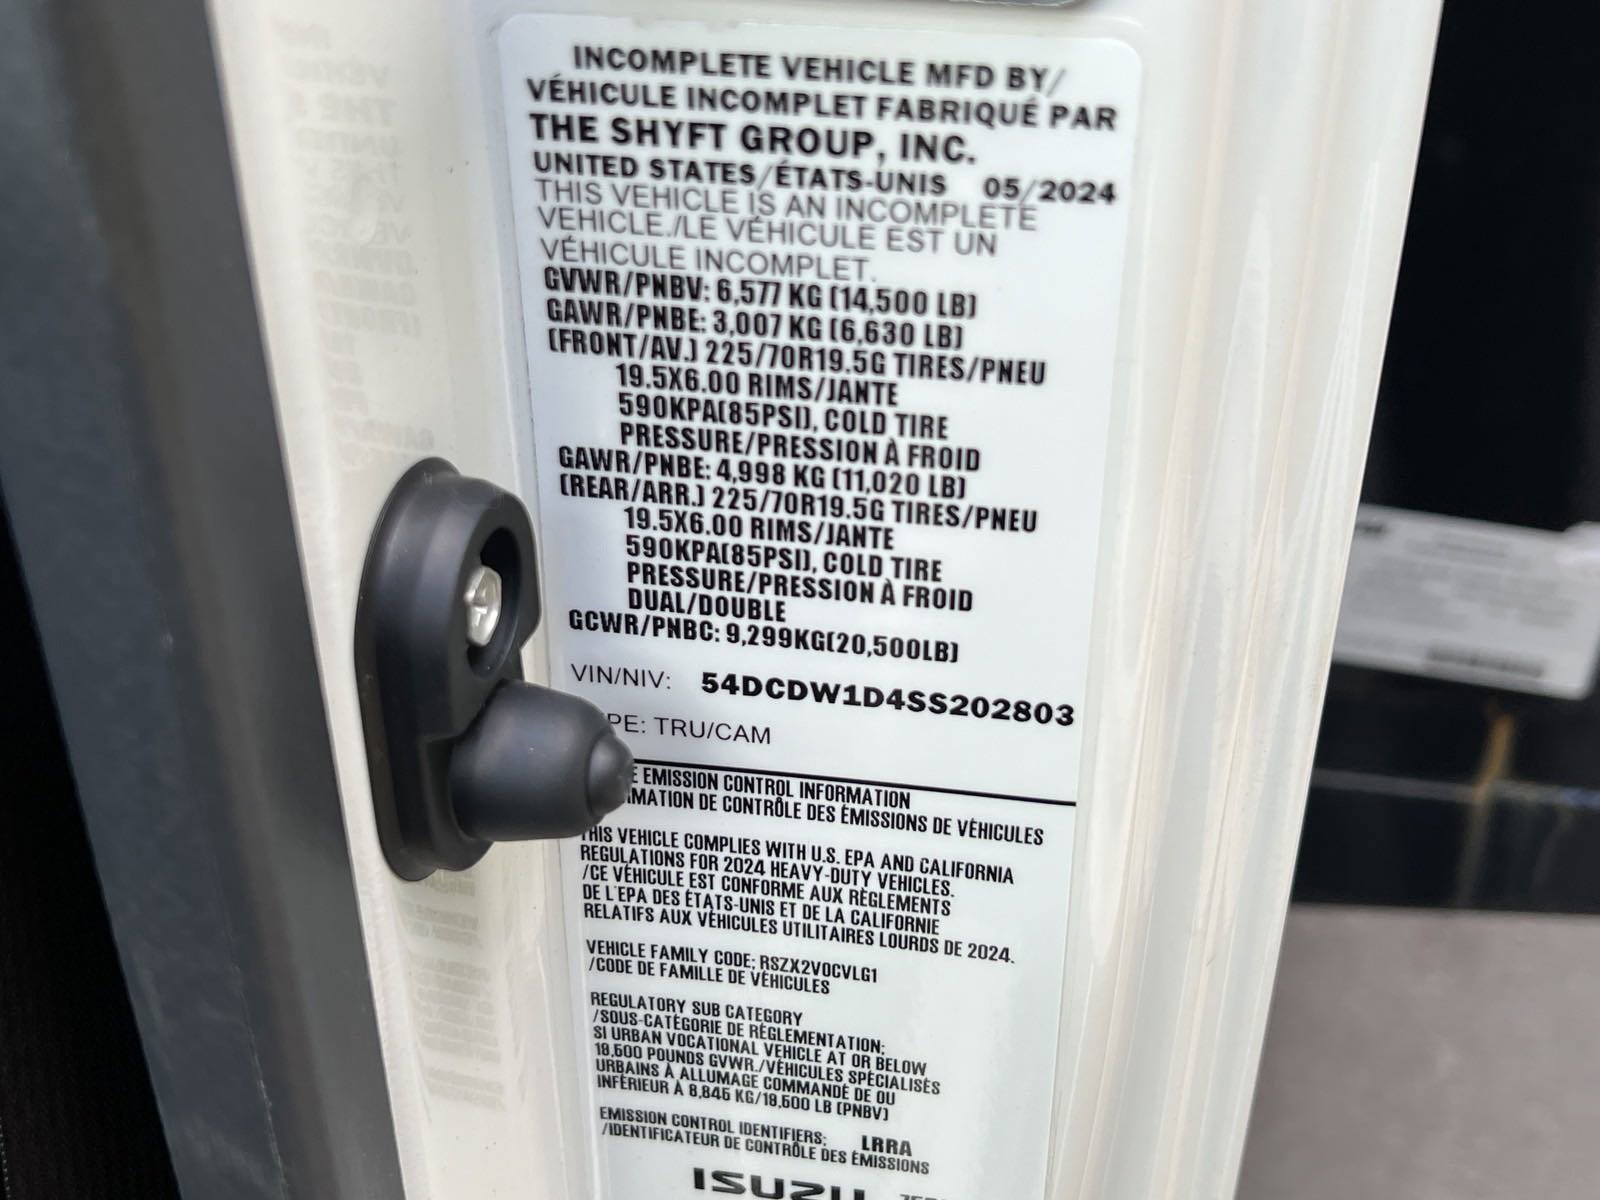 INCOMPLETE VEHICLE MFD BY/
VÉHICULE INCOMPLET FABRIQUÉ PAR
THE SHYFT GROUP, INC.
UNITED STATES/ÉTATS-UNIS 05/2024
THIS VEHICLE IS AN INCOMPLETE
VEHICLE./LE VÉHICULE EST UN
VÉHICULE INCOMPLET.
GVWR/PNBV: 6,577 KG (14,500 LB)
GAWR/PNBE: 3,007 KG (6,630 LB)
(FRONT/AV.) 225/70R19.5G TIRES/PNEU
19.5X6.00 RIMS/JANTE
590KPA(85PSI), COLD TIRE
PRESSURE/PRESSION À FROID
GAWR/PNBE: 4,998 KG (11,020 LB)
(REAR/ARR.) 225/70R19.5G TIRES/PNEU
19.5X6.00 RIMS/JANTE
590KPA(85PSI), COLD TIRE
PRESSURE/PRESSION À FROID
DUAL/DOUBLE
GCWR/PNBC: 9,299KG(20,500LB)
VIN/NIV: 54DCDW1D4SS202803
PE: TRU/CAM
E EMISSION CONTROL INFORMATION
MATION DE CONTRÔLE DES ÉMISSIONS DE VÉHICULES
THIS VEHICLE COMPLIES WITH U.S. EPA AND CALIFORNIA
REGULATIONS FOR 2024 HEAVY-DUTY VEHICLES.
/CE VÉHICULE EST CONFORME AUX RÈGLEMENTS
DE L'EPA DES ÉTATS-UNIS ET DE LA CALIFORNIE
RELATIFS AUX VÉHICULES UTILITAIRES LOURDS DE 2024.
VEHICLE FAMILY CODE: RSZX2VOCVLG1
/CODE DE FAMILLE DE VÉHICULES
REGULATORY SUB CATEGORY
/SOUS-CATÉGORIE DE RÉGLEMENTATION:
SI URBAN VOCATIONAL VEHICLE AT OR BELOW
19,500 POUNDS GVWR./VÉHICULES SPÉCIALISÉS
URBAINS À ALLUMAGE COMMANDÉ DE OU
INFÉRIEUR À 8,845 KG/19,500 LB (PNBV)
EMISSION CONTROL IDENTIFIERS: LRRA
/IDENTIFICATEUR DE CONTRÔLE DES ÉMISSIONS
ISUZU